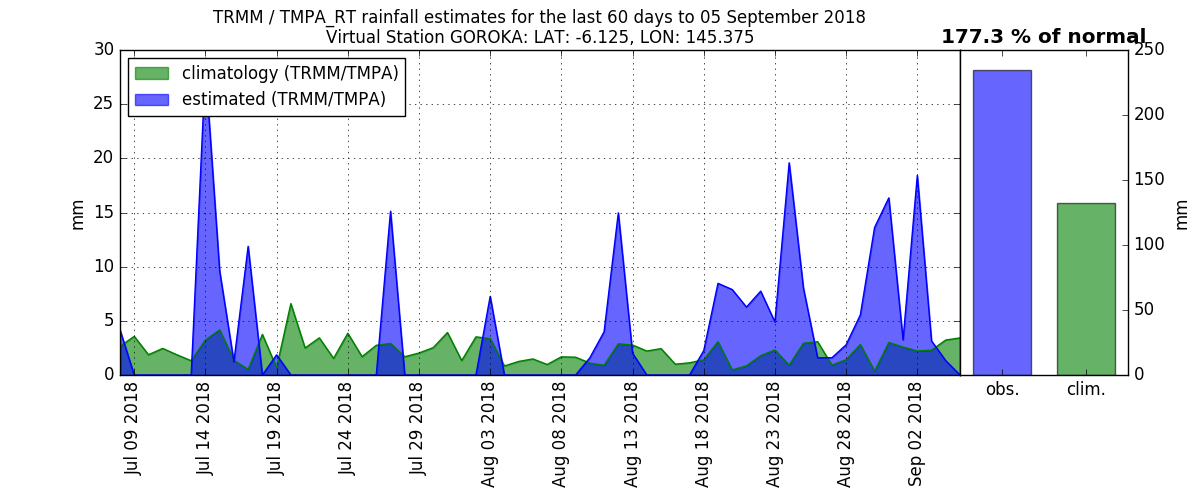 TRMM / TMPA_RT rainfall estimates for the last 60 days to 05 September 2018
Virtual Station GOROKA: LAT: -6.125, LON: 145.375
177.3 % of normal
climatology (TRMM/TMPA)
estimated (TRMM/TMPA)
30
25
20
15
10
5
0
mm
250
200
150
100
50
0
mm
Jul 09 2018
Jul 14 2018
Jul 19 2018
Jul 24 2018
Jul 29 2018
Aug 03 2018
Aug 08 2018
Aug 13 2018
Aug 18 2018
Aug 23 2018
Aug 28 2018
Sep 02 2018
obs.
clim.